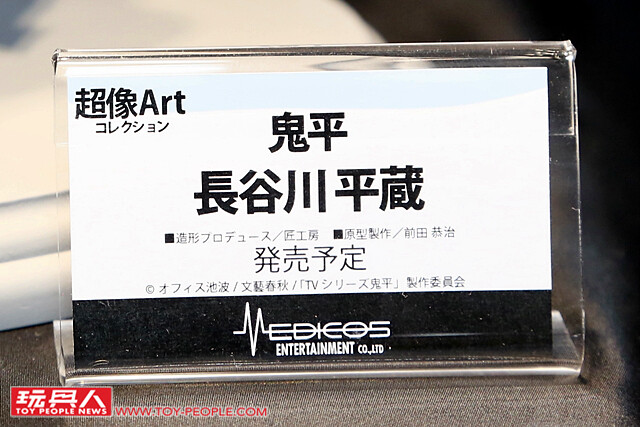 超像Art
コレクション
鬼平
長谷川平蔵
■造形プロデュース／匠工房　■原型製作／前田 恭治
発売予定
© オフィス池波 / 文藝春秋 /「TVシリーズ鬼平」製作委員会
MEDICOS
ENTERTAINMENT CO.,LTD
玩具人
TOY PEOPLE NEWS
WWW.TOY-PEOPLE.COM